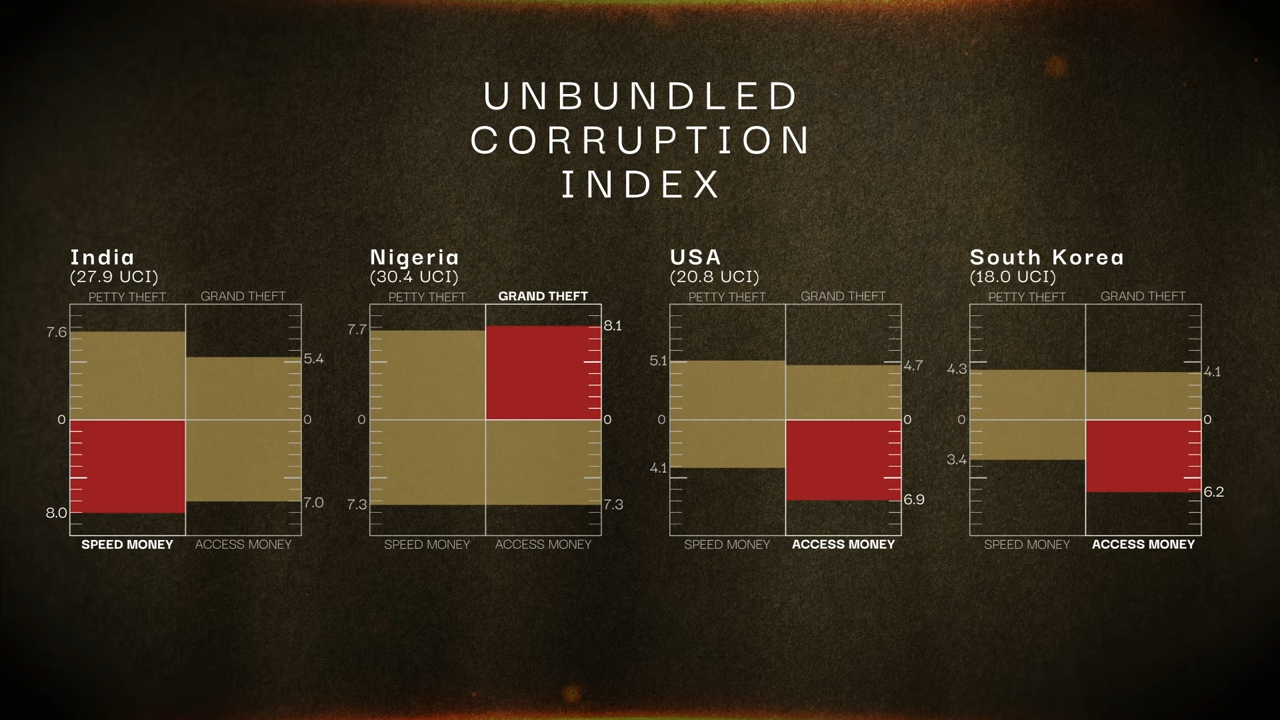 UNBUNDLED
CORRUPTION
INDEX
India
(27.9 UCI)
PETTY THEFT GRAND THEFT
7.6
5.4
0 0
8.0
7.0
SPEED MONEY ACCESS MONEY
Nigeria
(30.4 UCI)
PETTY THEFT GRAND THEFT
7.7
8.1
0 0
7.3 7.3
SPEED MONEY ACCESS MONEY
USA
(20.8 UCI)
PETTY THEFT GRAND THEFT
5.1
4.7
0 0
4.1
6.9
SPEED MONEY ACCESS MONEY
South Korea
(18.0 UCI)
PETTY THEFT GRAND THEFT
4.3
4.1
0 0
3.4
6.2
SPEED MONEY ACCESS MONEY